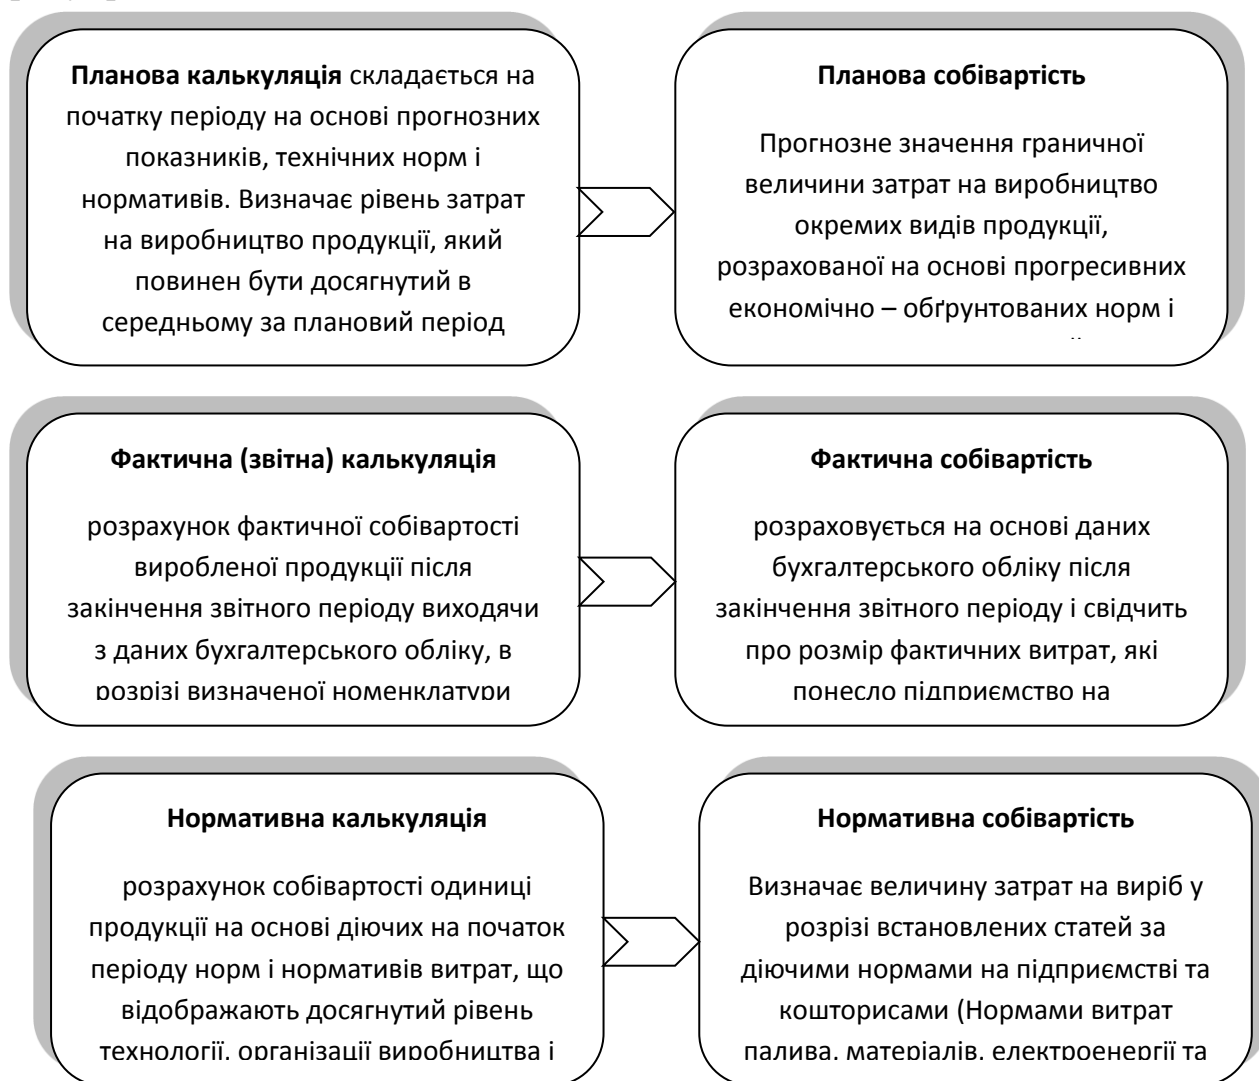 Планова калькуляція складається на
початку періоду на основі прогнозних
показників, технічних норм і
нормативів. Визначає рівень затрат
на виробництво продукції, який
повинен бути досягнутий в
середньому за плановий період
Планова собівартість
Прогнозне значення граничної
величини затрат на виробництво
окремих видів продукції,
розрахованої на основі прогресивних
економічно – обґрунтованих норм і
Фактична (звітна) калькуляція
розрахунок фактичної собівартості
виробленої продукції після
закінчення звітного періоду виходячи
з даних бухгалтерського обліку, в
розрізі визначеної номенклатури
Фактична собівартість
розраховується на основі даних
бухгалтерського обліку після
закінчення звітного періоду і свідчить
про розмір фактичних витрат, які
понесло підприємство на
Нормативна калькуляція
розрахунок собівартості одиниці
продукції на основі діючих на початок
періоду норм і нормативів витрат, що
відображають досягнутий рівень
технології, організації виробництва і
Нормативна собівартість
Визначає величину затрат на виріб у
розрізі встановлених статей за
діючими нормами на підприємстві та
кошторисами (Нормами витрат
палива, матеріалів, електроенергії та